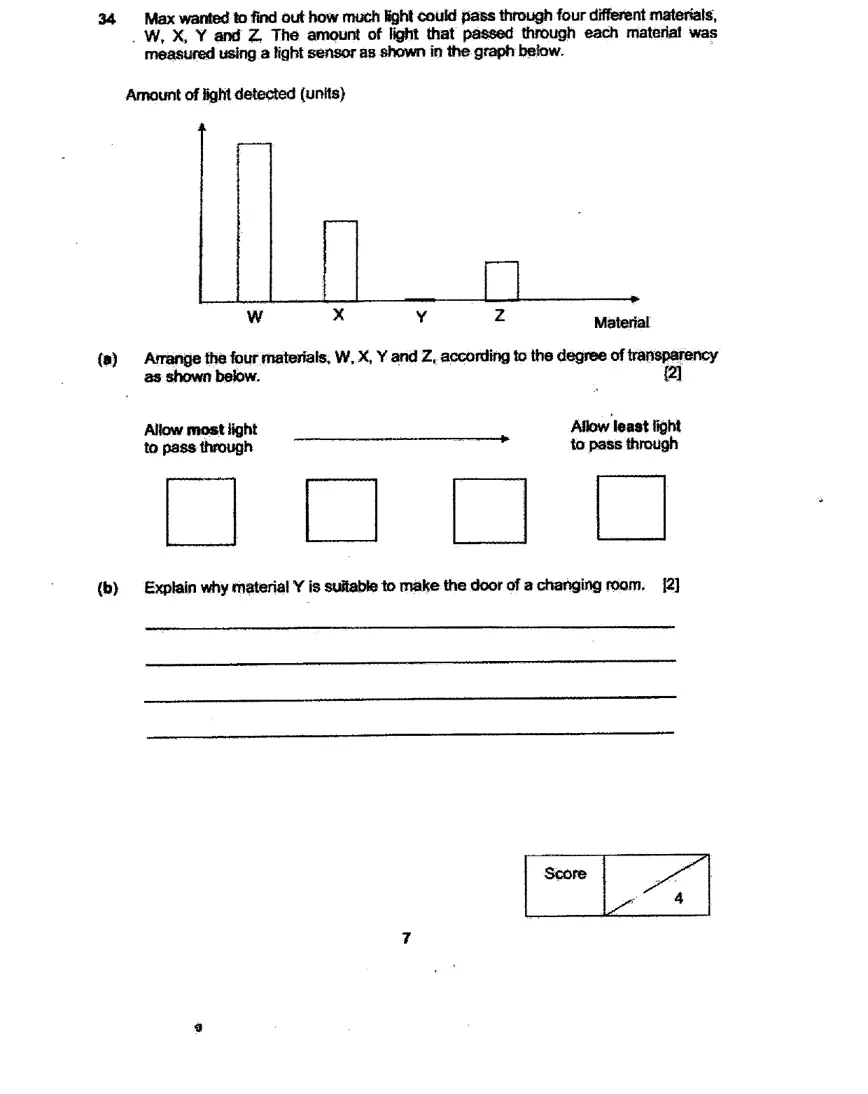 34 Max wanted to find out how much light could pass through four different materials,
W, X, Y and Z. The amount of light that passed through each material was
measured using a light sensor as shown in the graph below.
Amount of light detected (units)
W X Y Z
Material
(a) Arrange the four materials, W, X, Y and Z, according to the degree of transparency
as shown below. [2]
Allow most light
to pass through
Allow least light
to pass through
(b) Explain why material Y is suitable to make the door of a changing room. [2]
Score
4
7